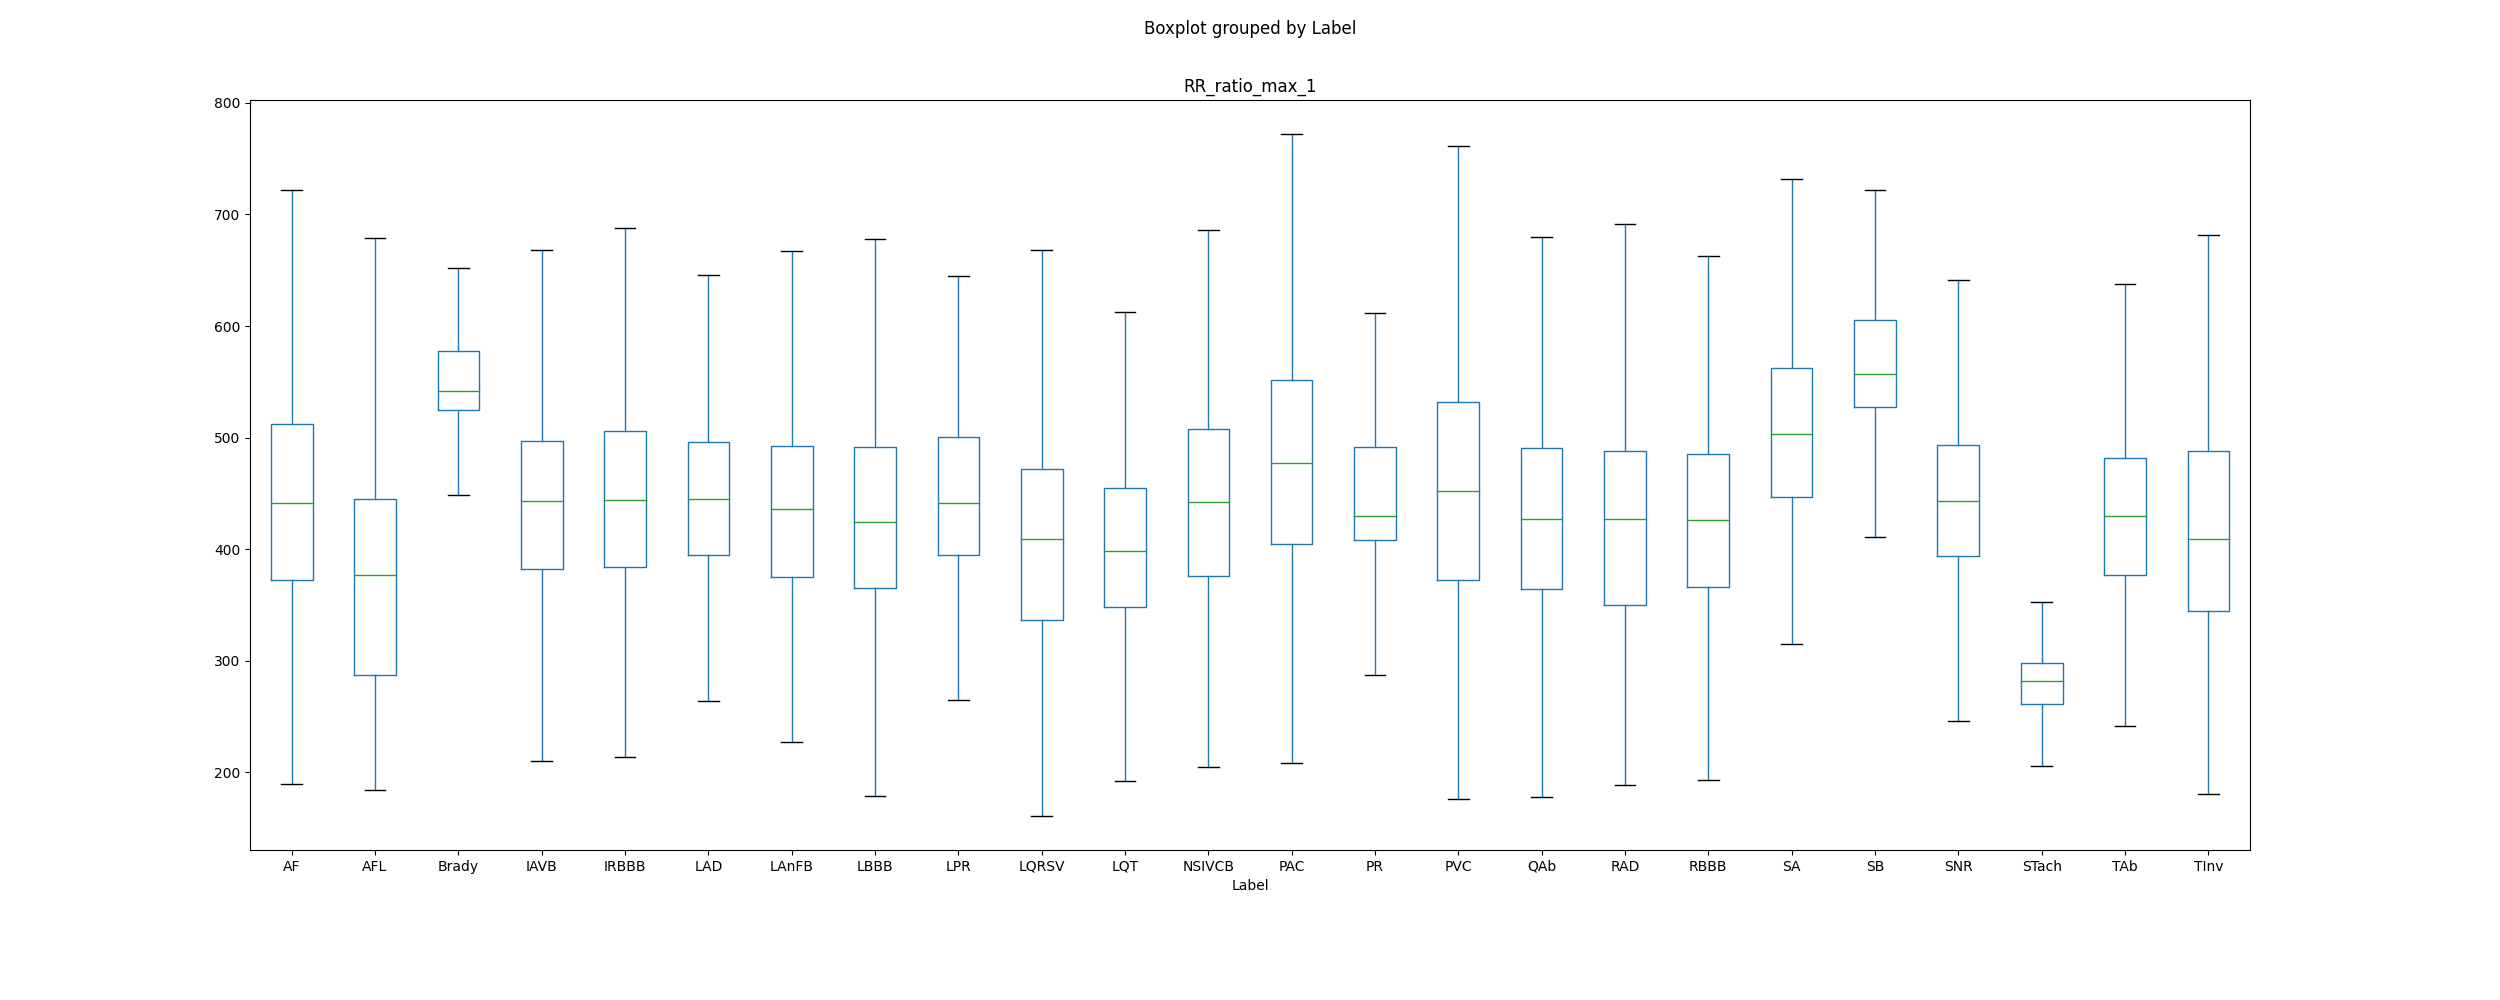 Boxplot grouped by Label
RR_ratio_max_1
800
700
600
500
400
300
200
AF AFL Brady IAVB IRBBB LAD LAnFB LBBB LPR LQRSV LQT NSIVCB PAC PR PVC QAb RAD RBBB SA SB SNR STach TAb TInv
Label